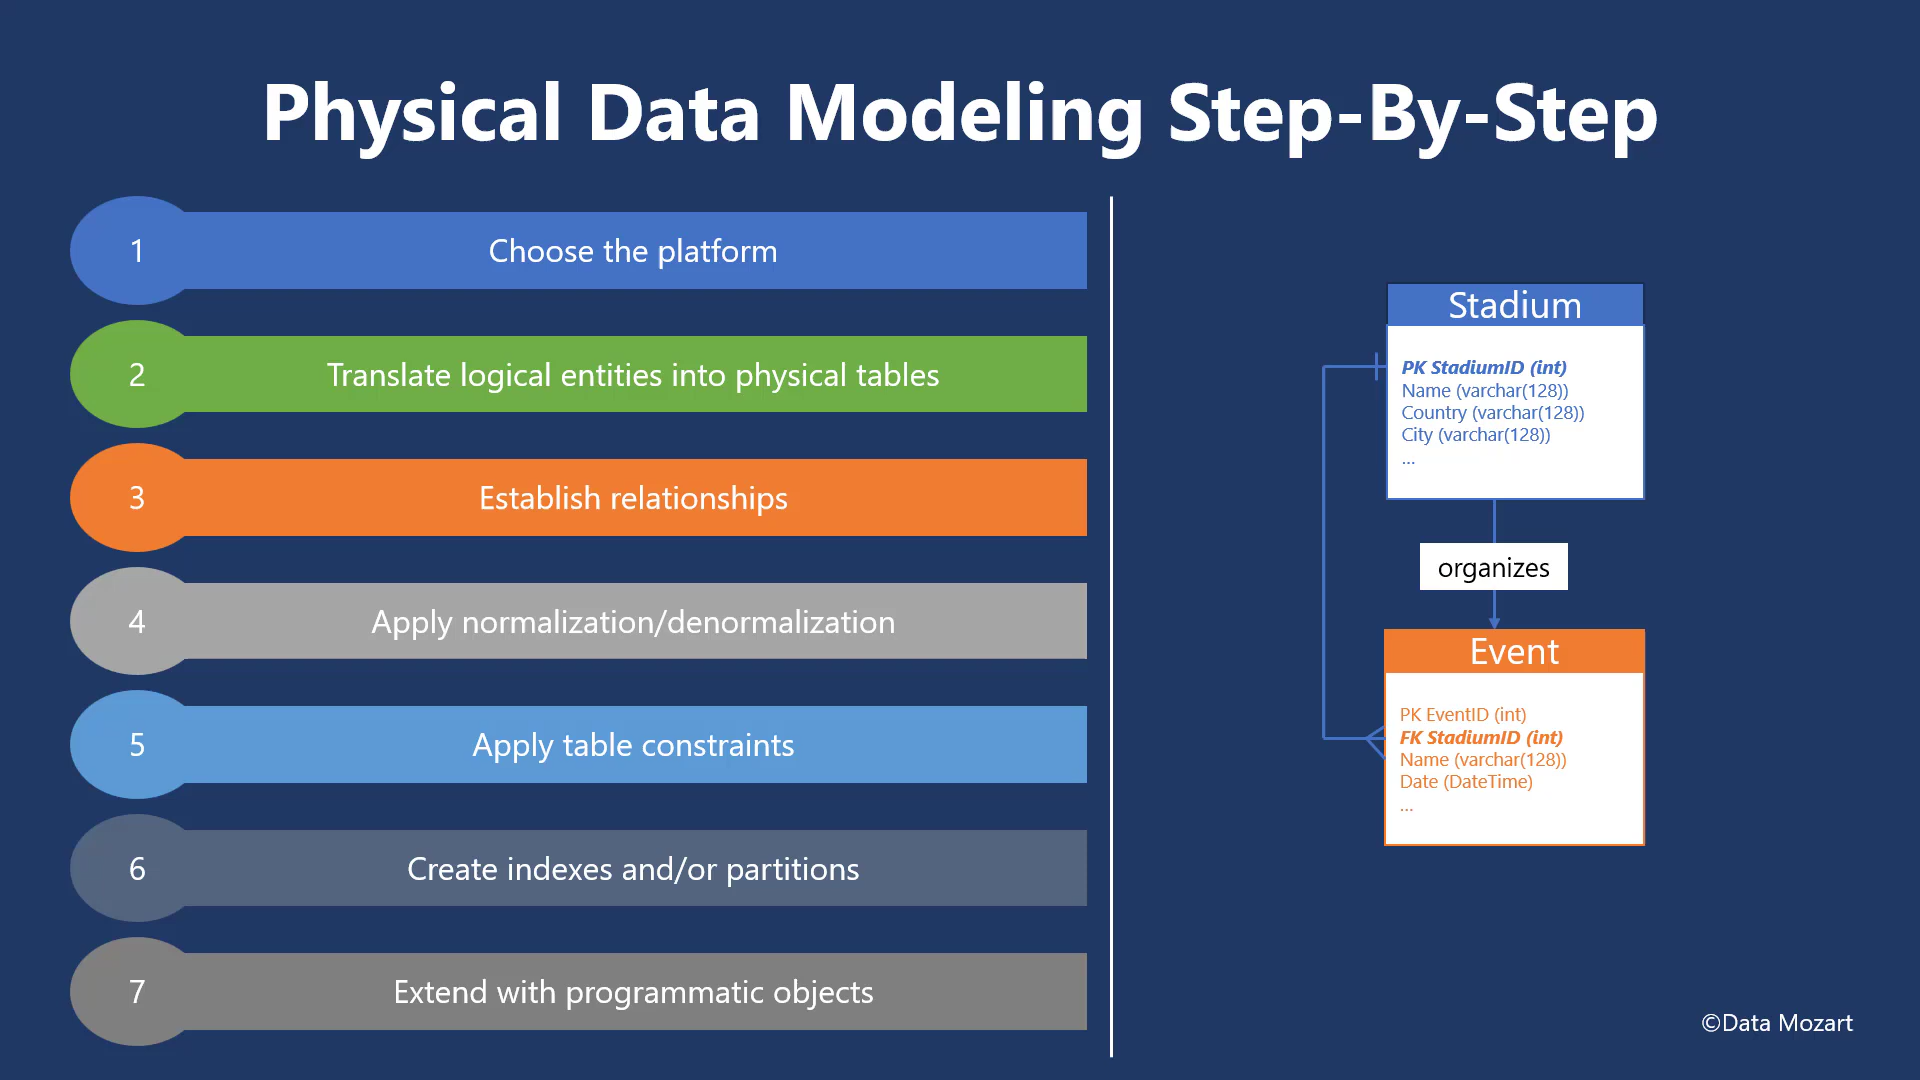 Physical Data Modeling Step-By-Step
1
Choose the platform
2
Translate logical entities into physical tables
3
Establish relationships
4
Apply normalization/denormalization
5
Apply table constraints
6
Create indexes and/or partitions
7
Extend with programmatic objects
Stadium
PK StadiumID (int)
Name (varchar(128))
Country (varchar(128))
City (varchar(128))
...
organizes
Event
PK EventID (int)
FK StadiumID (int)
Name (varchar(128))
Date (DateTime)
...
©Data Mozart